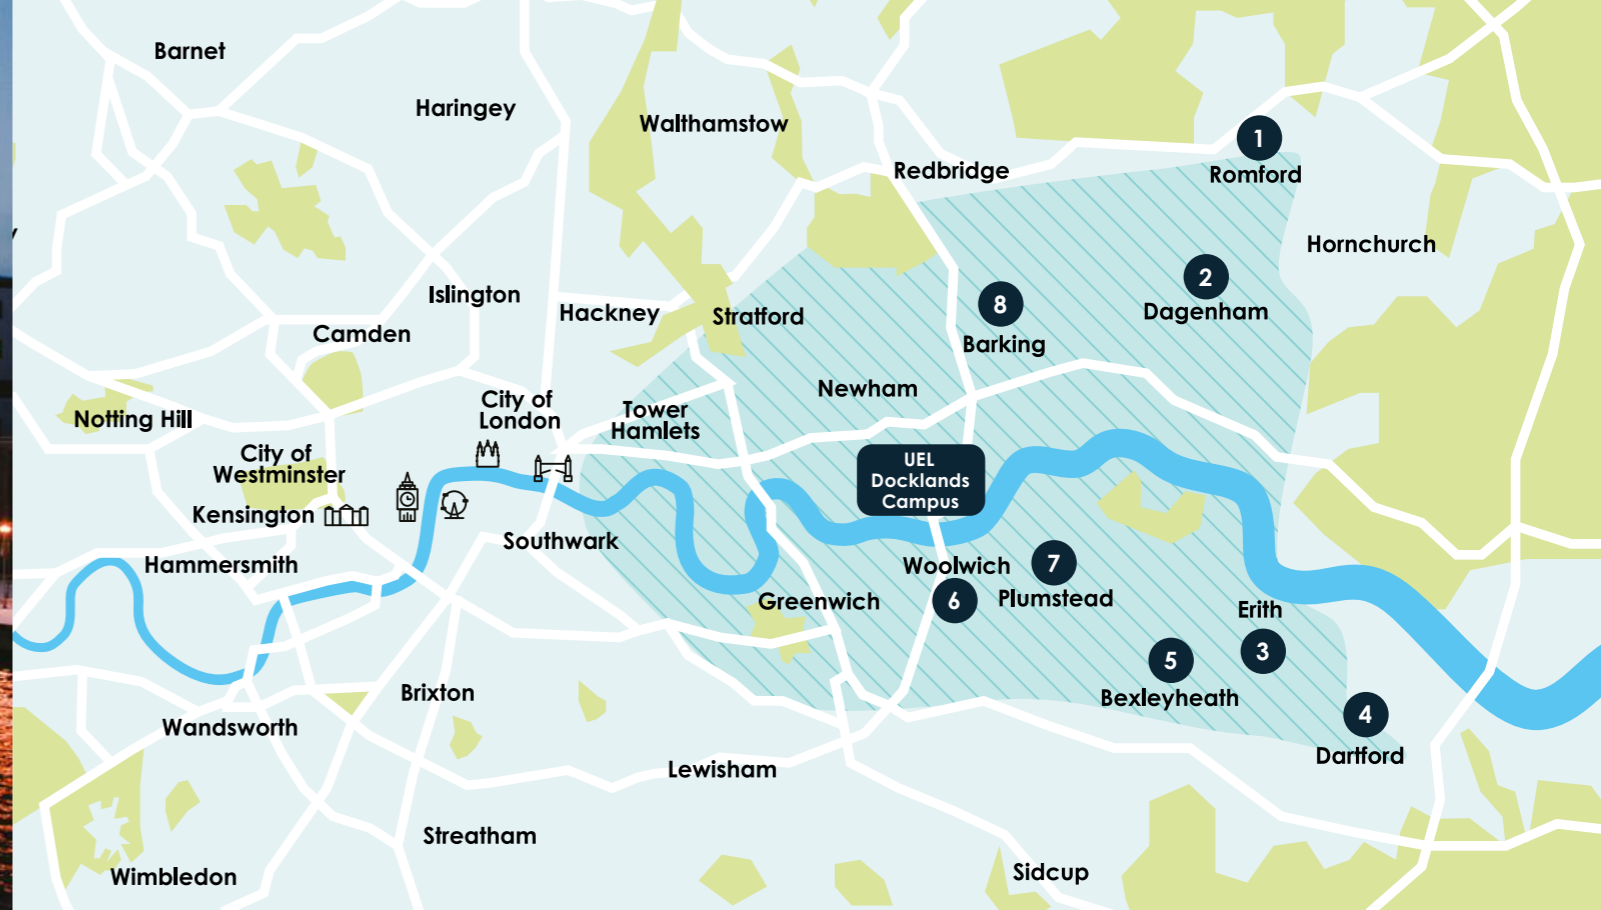 Barnet
Haringey
Walthamstow
1
Redbridge
Romford
Hornchurch
2
Islington
8
Dagenham
Hackney
Stratford
Camden
Barking
Newham
City of
London
Tower
Hamlets
Notting Hill
City of
Westminster
UEL
Docklands
Campus
Kensington
Southwark
Hammersmith
Woolwich
7
6
Plumstead
Greenwich
Erith
3
5
Bexleyheath
Brixton
4
Wandsworth
Dartford
Lewisham
Streatham
Sidcup
Wimbledon